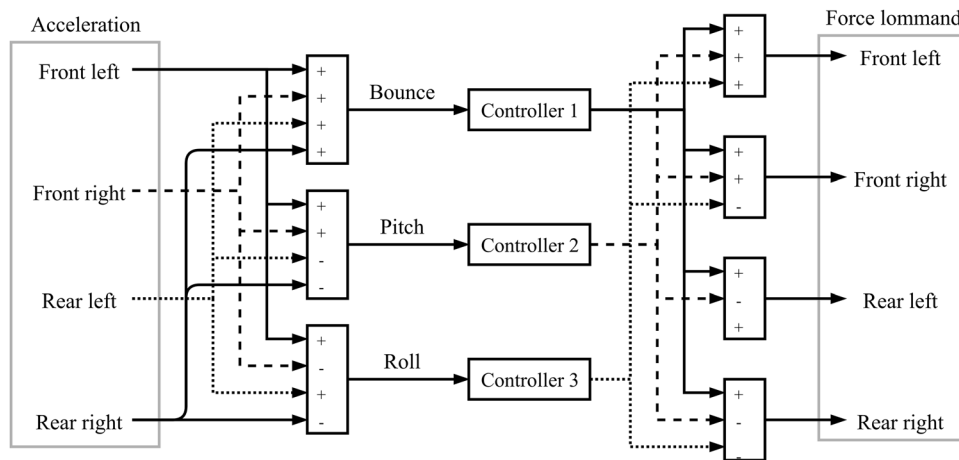 Acceleration
Front left
Front right
Rear left
Rear right
+
+
+
+
+
+
-
-
+
-
+
-
Bounce
Pitch
Roll
Controller 1
Controller 2
Controller 3
+
+
+
+
+
-
+
-
+
+
-
-
Force lommand
Front left
Front right
Rear left
Rear right